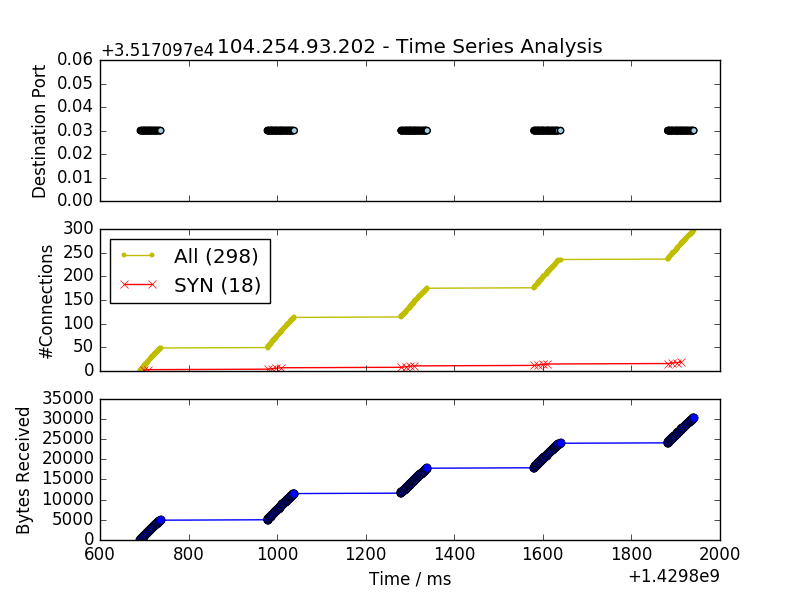 +3.517097e4 104.254.93.202 - Time Series Analysis
0.06
0.05
0.04
0.03
0.02
0.01
0.00
Destination Port
300
250
200
150
100
50
0
#Connections
All (298)
SYN (18)
35000
30000
25000
20000
15000
10000
5000
0
Bytes Received
600 800 1000 1200 1400 1600 1800 2000
Time / ms
+1.4298e9